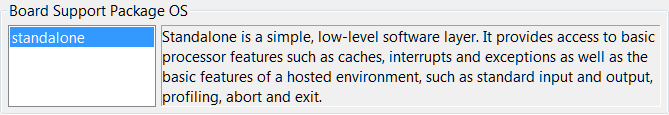 Board Support Package OS
standalone
Standalone is a simple, low-level software layer. It provides access to basic
processor features such as caches, interrupts and exceptions as well as the
basic features of a hosted environment, such as standard input and output,
profiling, abort and exit.